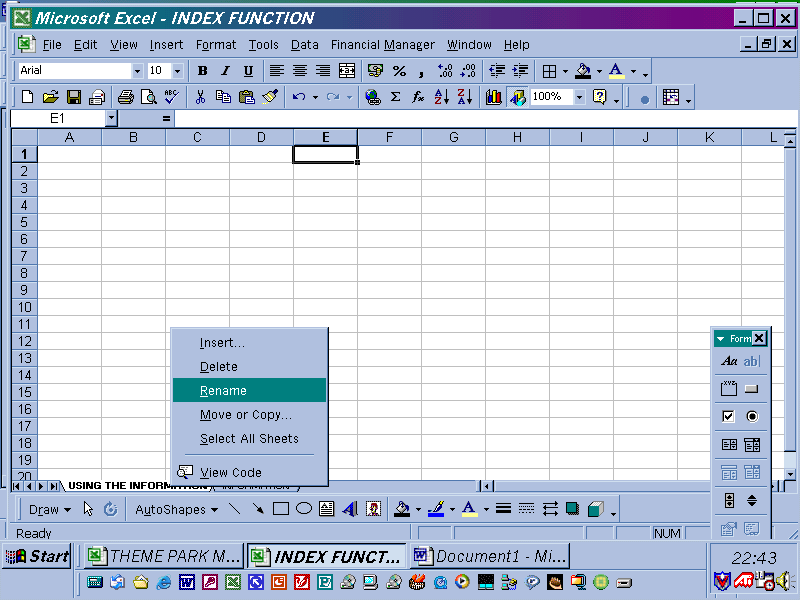 Microsoft Excel - INDEX FUNCTION
File Edit View Insert Format Tools Data Financial Manager Window Help
Arial 10 B I U % ,
100%
E1 =
A B C D E F G H I J K L
1
2
3
4
5
6
7
8
9
10
11
12
13
14
15
16
17
18
19
20
Insert...
Delete
Rename
Move or Copy...
Select All Sheets
View Code
Form
Aa ab|
USING THE INFORMATION INFORMATION
Draw AutoShapes
Ready NUM
Start THEME PARK M... INDEX FUNCT... Document1 - Mi...
22:43